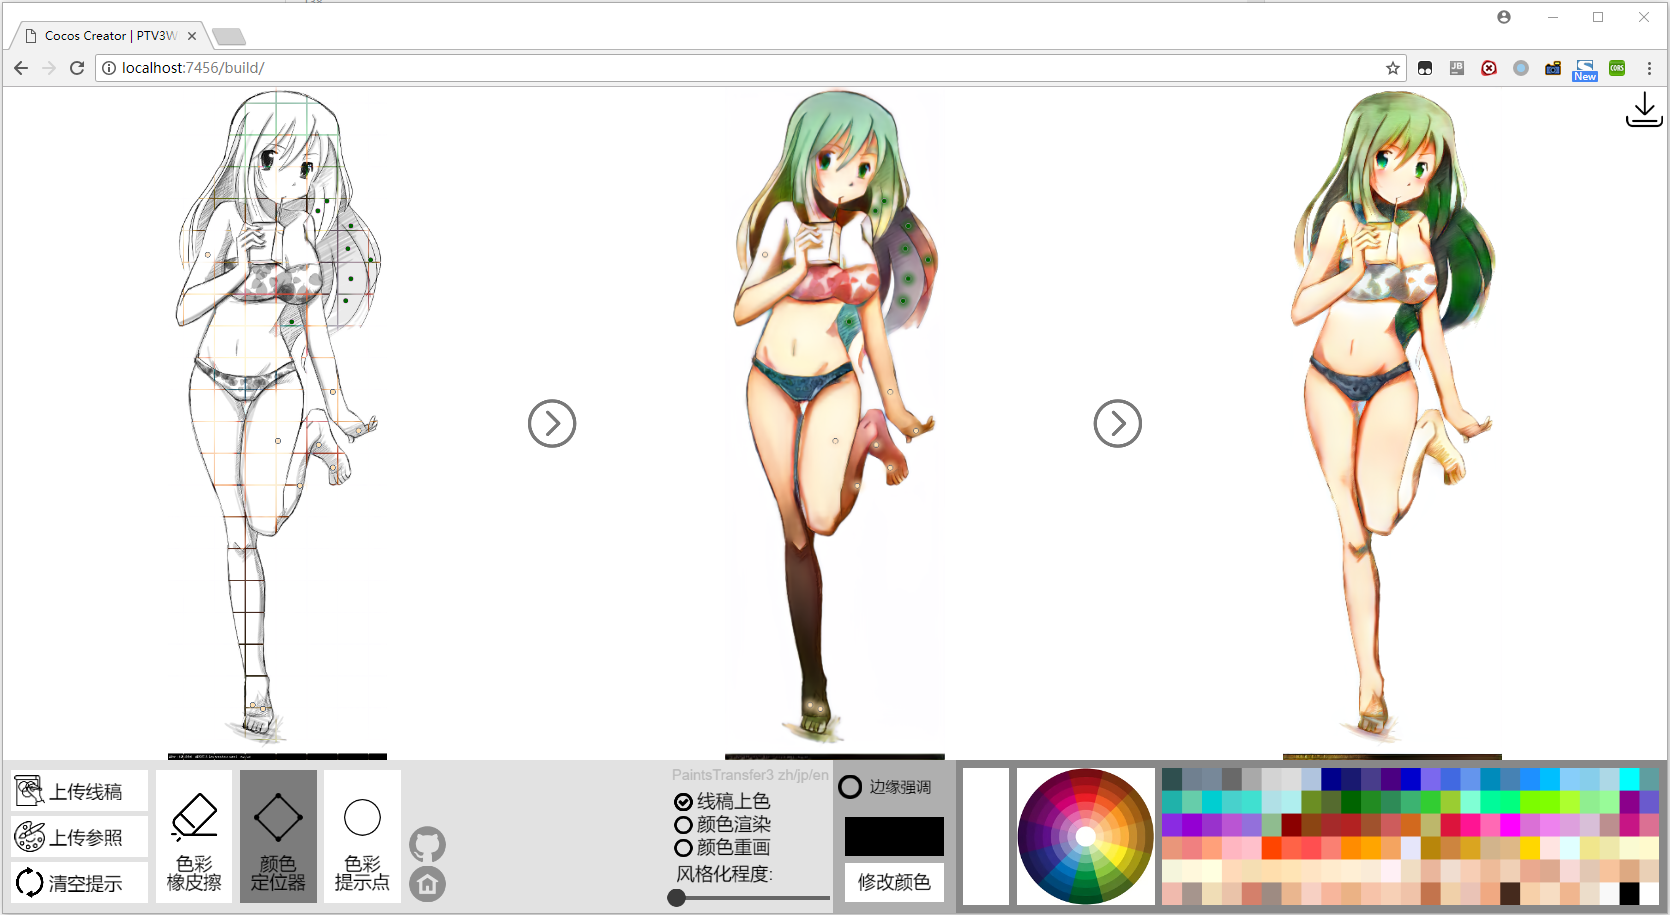 Cocos Creator | PTV3W
localhost:7456/build/
JB
New
CORS
上传线稿
上传参照
清空提示
色彩
橡皮擦
颜色
定位器
色彩
提示点
PaintsTransfer3 zh/jp/en
线稿上色
颜色渲染
颜色重画
风格化程度:
边缘强调
修改颜色